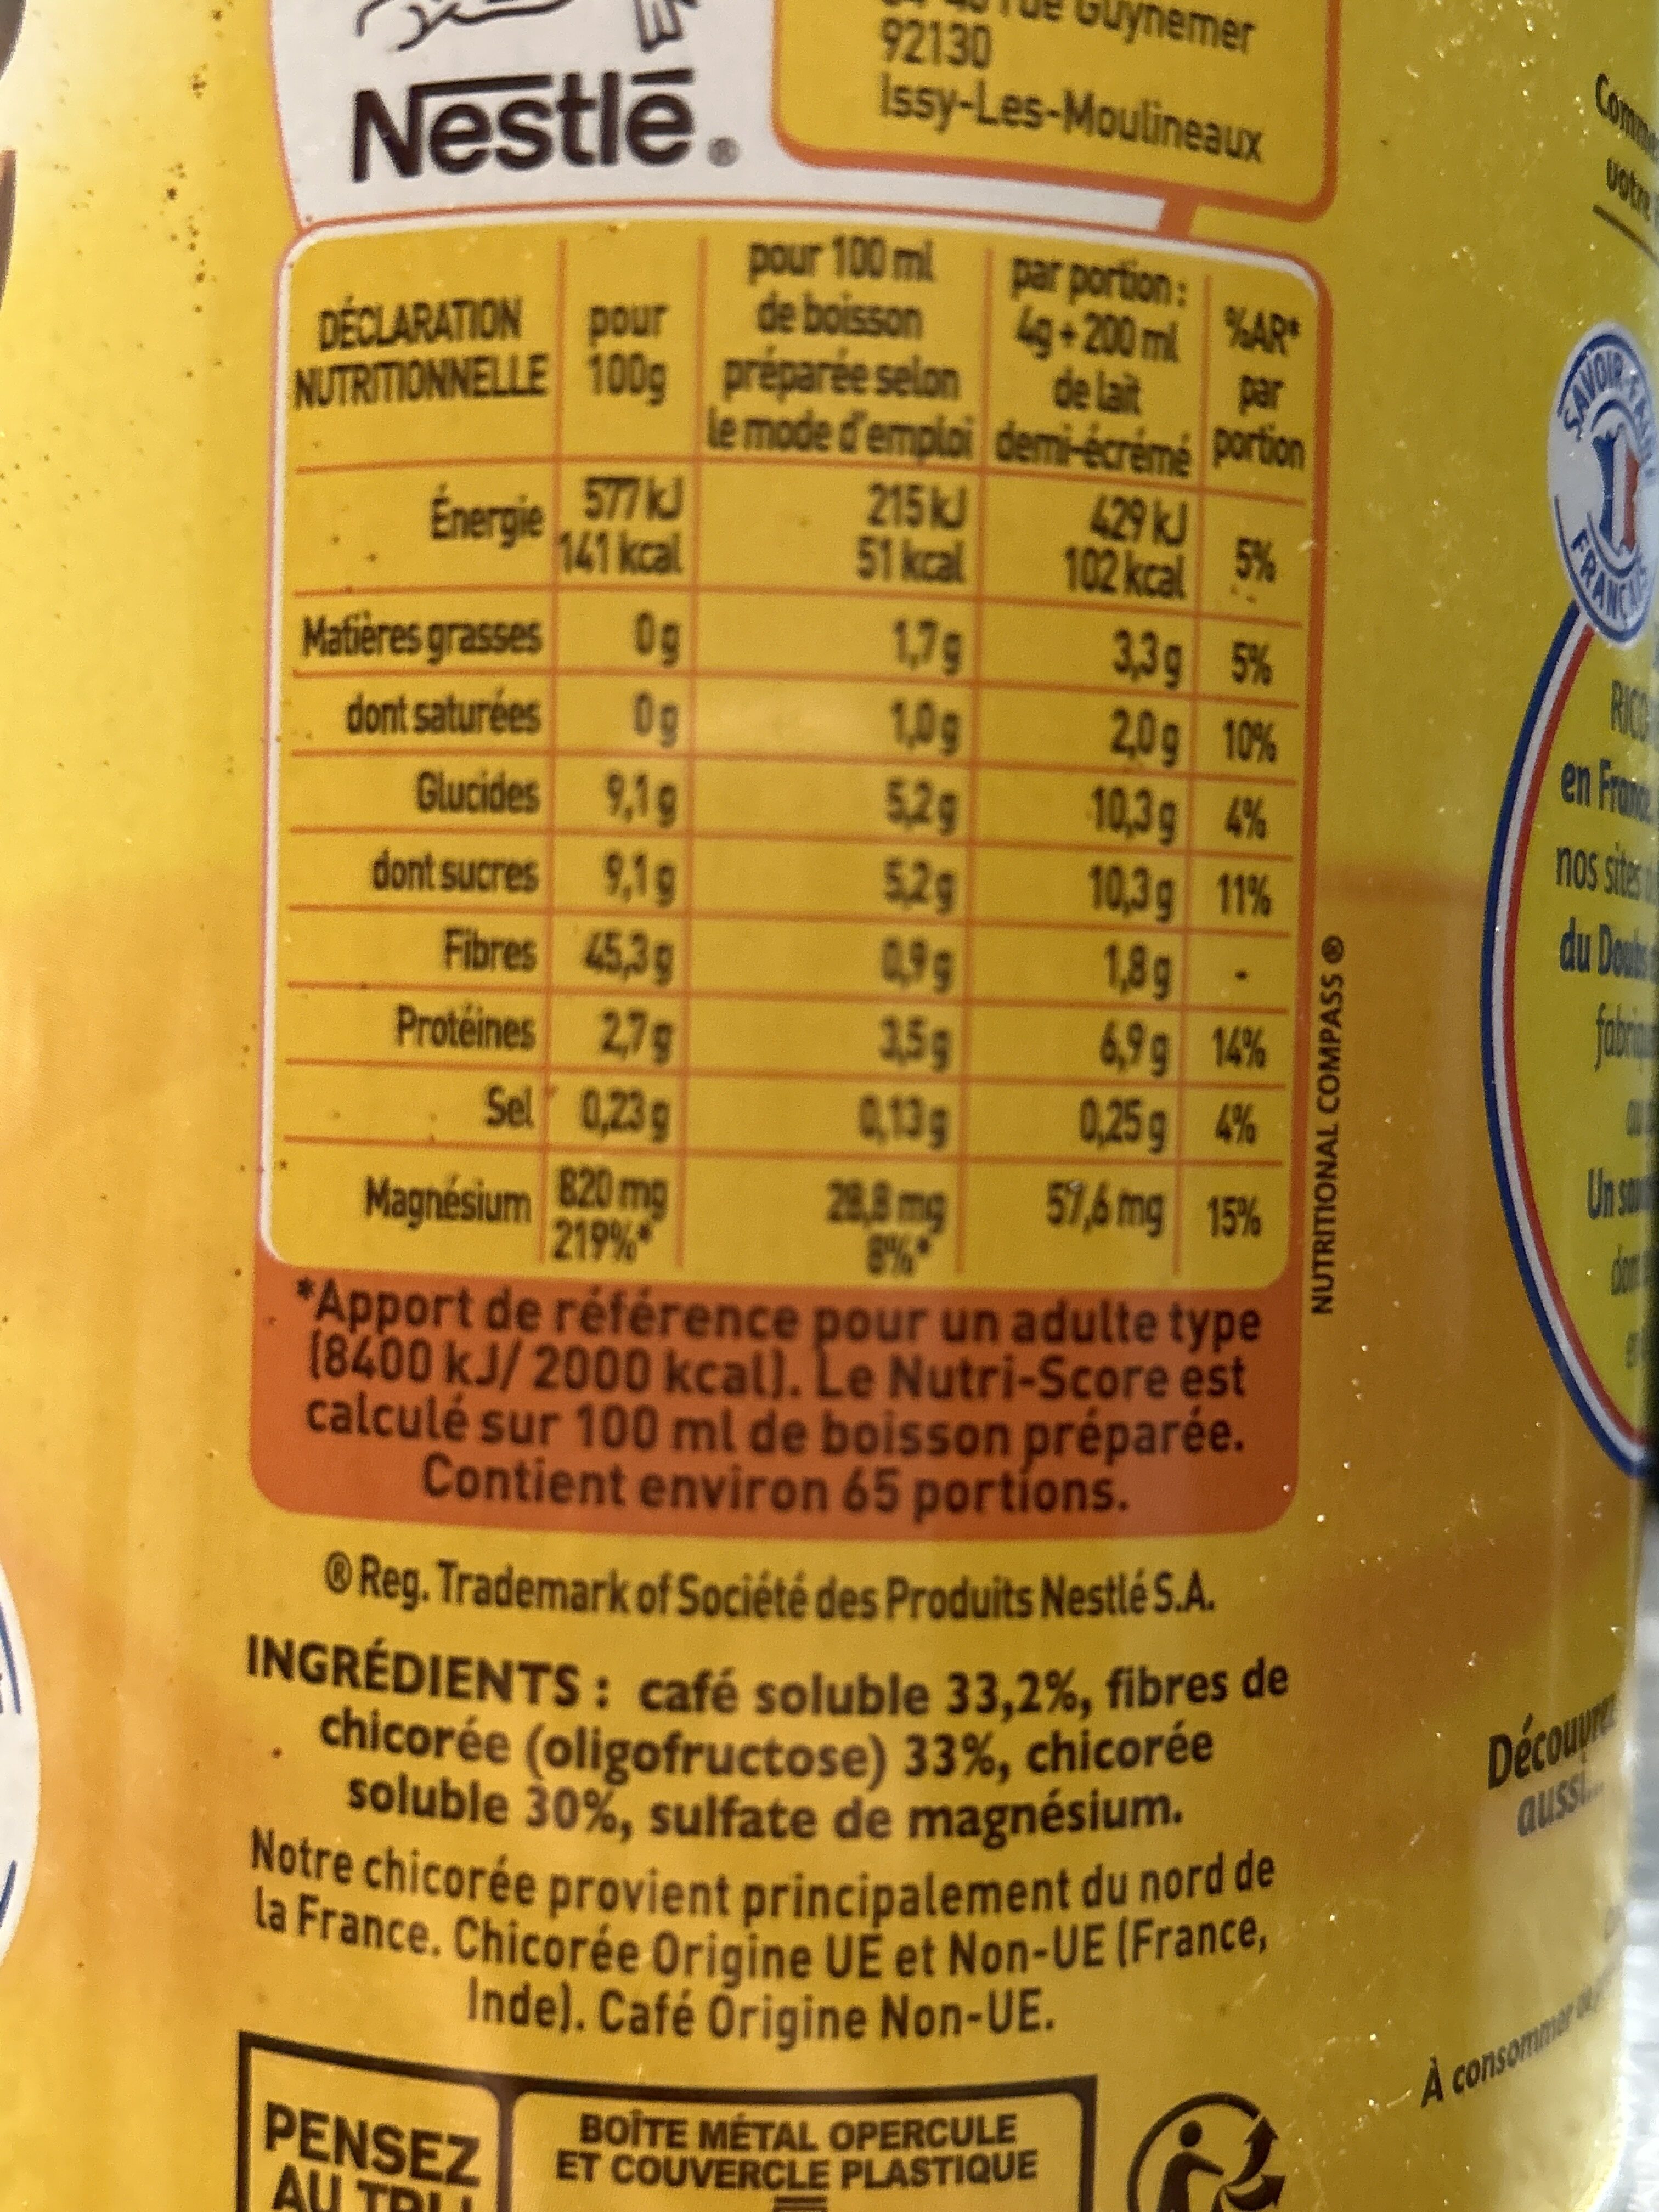 rue Guynemer
92130
Issy-Les-Moulineaux
Nestlē®
DÉCLARATION NUTRITIONNELLE | pour 100g | pour 100 ml de boisson préparée selon le mode d'emploi | par portion : 4g + 200 ml de lait demi-écrémé | %AR* par portion
Énergie | 577 kJ 141 kcal | 215 kJ 51 kcal | 429 kJ 102 kcal | 5%
Matières grasses | 0 g | 1,7 g | 3,3 g | 5%
dont saturées | 0 g | 1,0 g | 2,0 g | 10%
Glucides | 9,1 g | 5,2 g | 10,3 g | 4%
dont sucres | 9,1 g | 5,2 g | 10,3 g | 11%
Fibres | 45,3 g | 0,9 g | 1,8 g | -
Protéines | 2,7 g | 3,5 g | 6,9 g | 14%
Sel | 0,23 g | 0,13 g | 0,25 g | 4%
Magnésium | 820 mg 219%* | 28,8 mg 8%* | 57,6 mg | 15%
NUTRITIONAL COMPASS ®
*Apport de référence pour un adulte type
(8400 kJ/ 2000 kcal). Le Nutri-Score est
calculé sur 100 ml de boisson préparée.
Contient environ 65 portions.
® Reg. Trademark of Société des Produits Nestlé S.A.
INGRÉDIENTS : café soluble 33,2%, fibres de
chicorée (oligofructose) 33%, chicorée
soluble 30%, sulfate de magnésium.
Notre chicorée provient principalement du nord de
la France. Chicorée Origine UE et Non-UE (France,
Inde). Café Origine Non-UE.
PENSEZ
AU TRI
BOÎTE MÉTAL OPERCULE
ET COUVERCLE PLASTIQUE
votre
en France
nos sites
du Doubs
Un
Découvrez
aussi...
À consommer